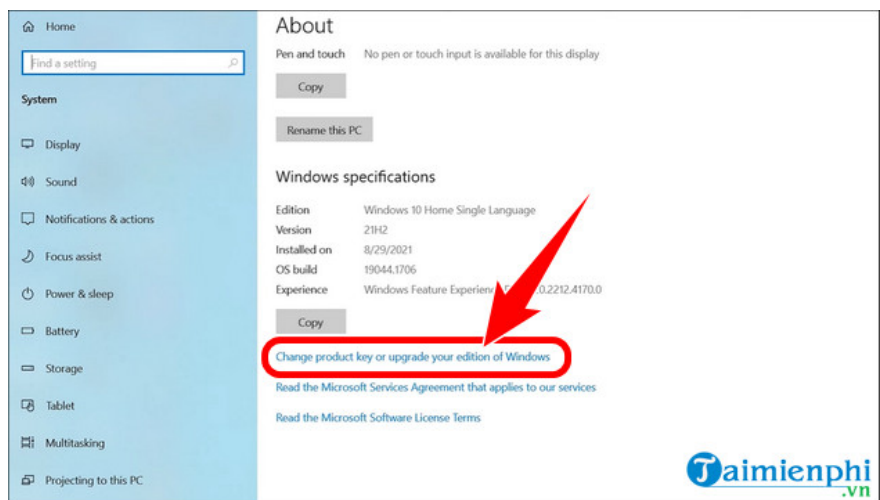 Home
Find a setting
System
Display
Sound
Notifications & actions
Focus assist
Power & sleep
Battery
Storage
Tablet
Multitasking
Projecting to this PC
About
Pen and touch No pen or touch input is available for this display
Copy
Rename this PC
Windows specifications
Edition Windows 10 Home Single Language
Version 21H2
Installed on 8/29/2021
OS build 19044.1706
Experience Windows Feature Experience .0.2212.4170.0
Copy
Change product key or upgrade your edition of Windows
Read the Microsoft Services Agreement that applies to our services
Read the Microsoft Software License Terms
Taimienphi
.vn